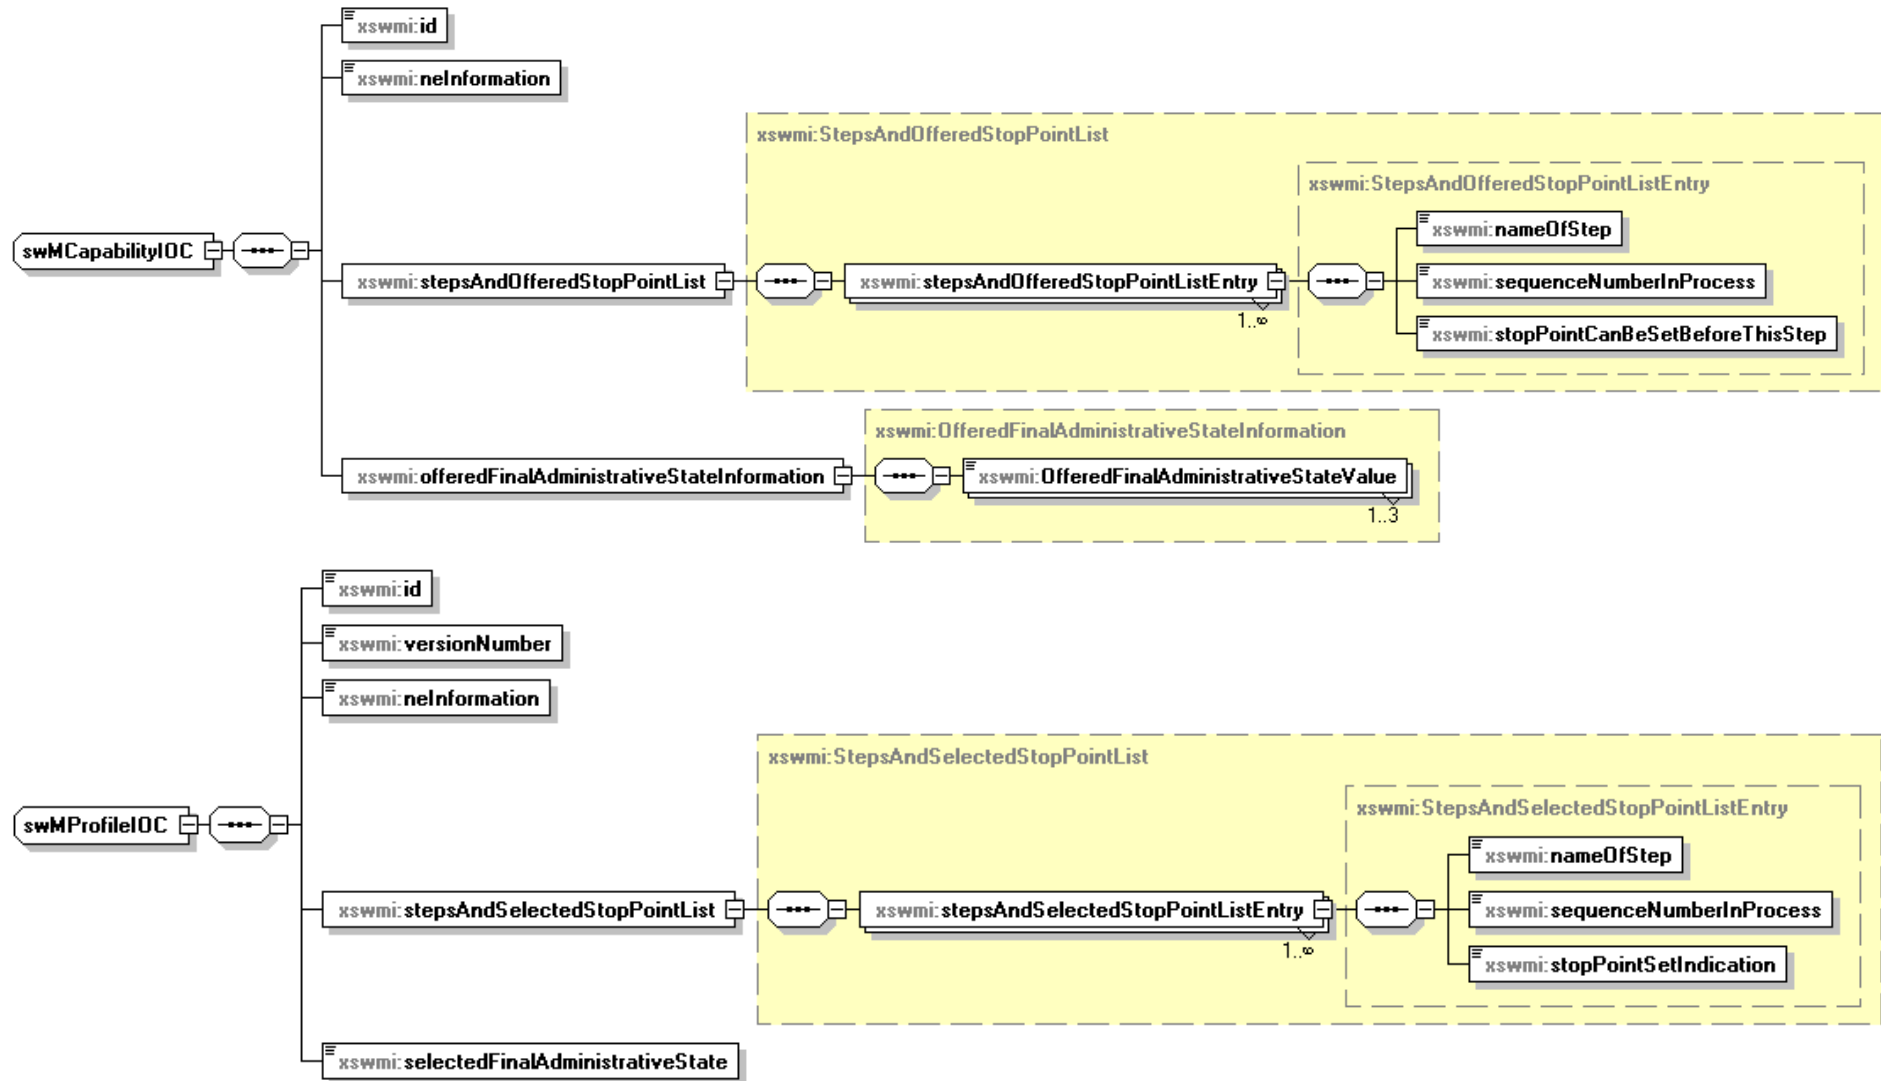 xswmi:id
xswmi:neInformation
xswmi:StepsAndOfferedStopPointList
xswmi:StepsAndOfferedStopPointListEntry
xswmi:nameOfStep
swMCapabilityIOC
xswmi:stepsAndOfferedStopPointList
xswmi:stepsAndOfferedStopPointListEntry
xswmi:sequenceNumberInProcess
1..∞
xswmi:stopPointCanBeSetBeforeThisStep
xswmi:OfferedFinalAdministrativeStateInformation
xswmi:offeredFinalAdministrativeStateInformation
xswmi:OfferedFinalAdministrativeStateValue
1..3
xswmi:id
xswmi:versionNumber
xswmi:neInformation
xswmi:StepsAndSelectedStopPointList
xswmi:StepsAndSelectedStopPointListEntry
swMProfileIOC
xswmi:nameOfStep
xswmi:stepsAndSelectedStopPointList
xswmi:stepsAndSelectedStopPointListEntry
xswmi:sequenceNumberInProcess
1..∞
xswmi:stopPointSetIndication
xswmi:selectedFinalAdministrativeState